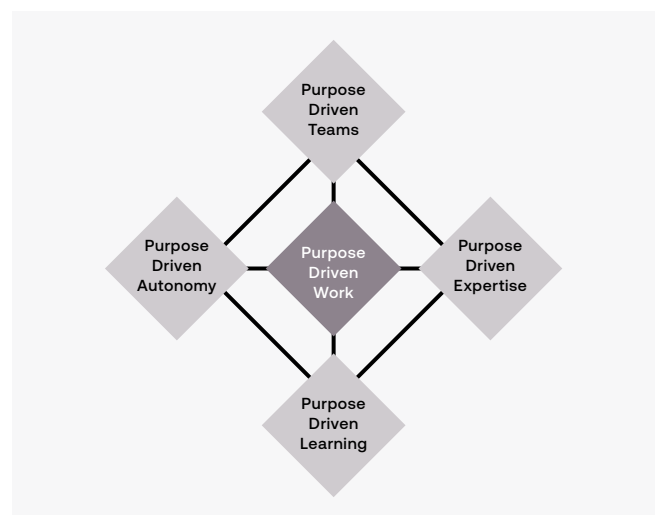 Purpose
Driven
Teams
Purpose
Driven
Autonomy
Purpose
Driven
Work
Purpose
Driven
Expertise
Purpose
Driven
Learning